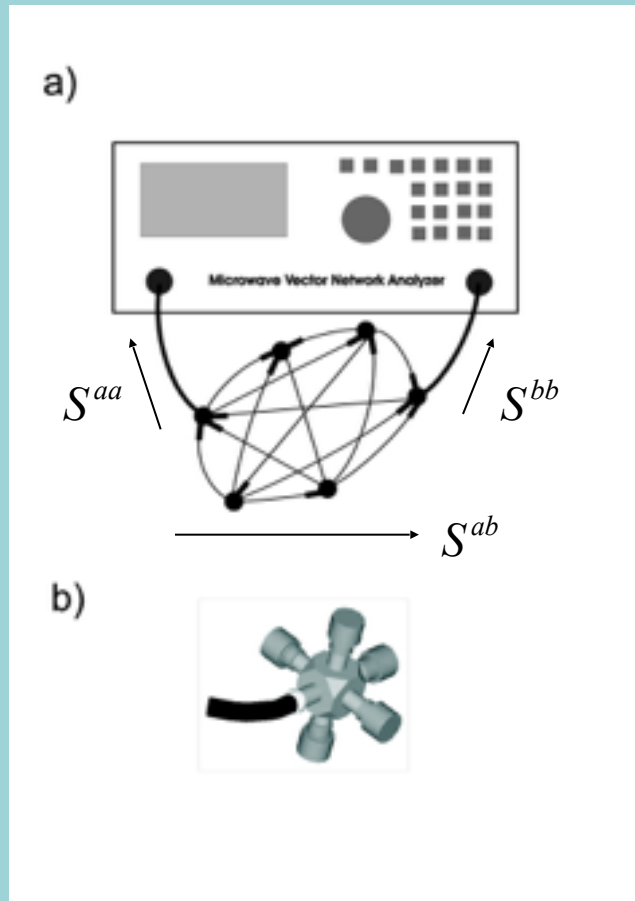 a)
Microwave Vector Network Analyzer
S^{aa}
S^{bb}
S^{ab}
b)